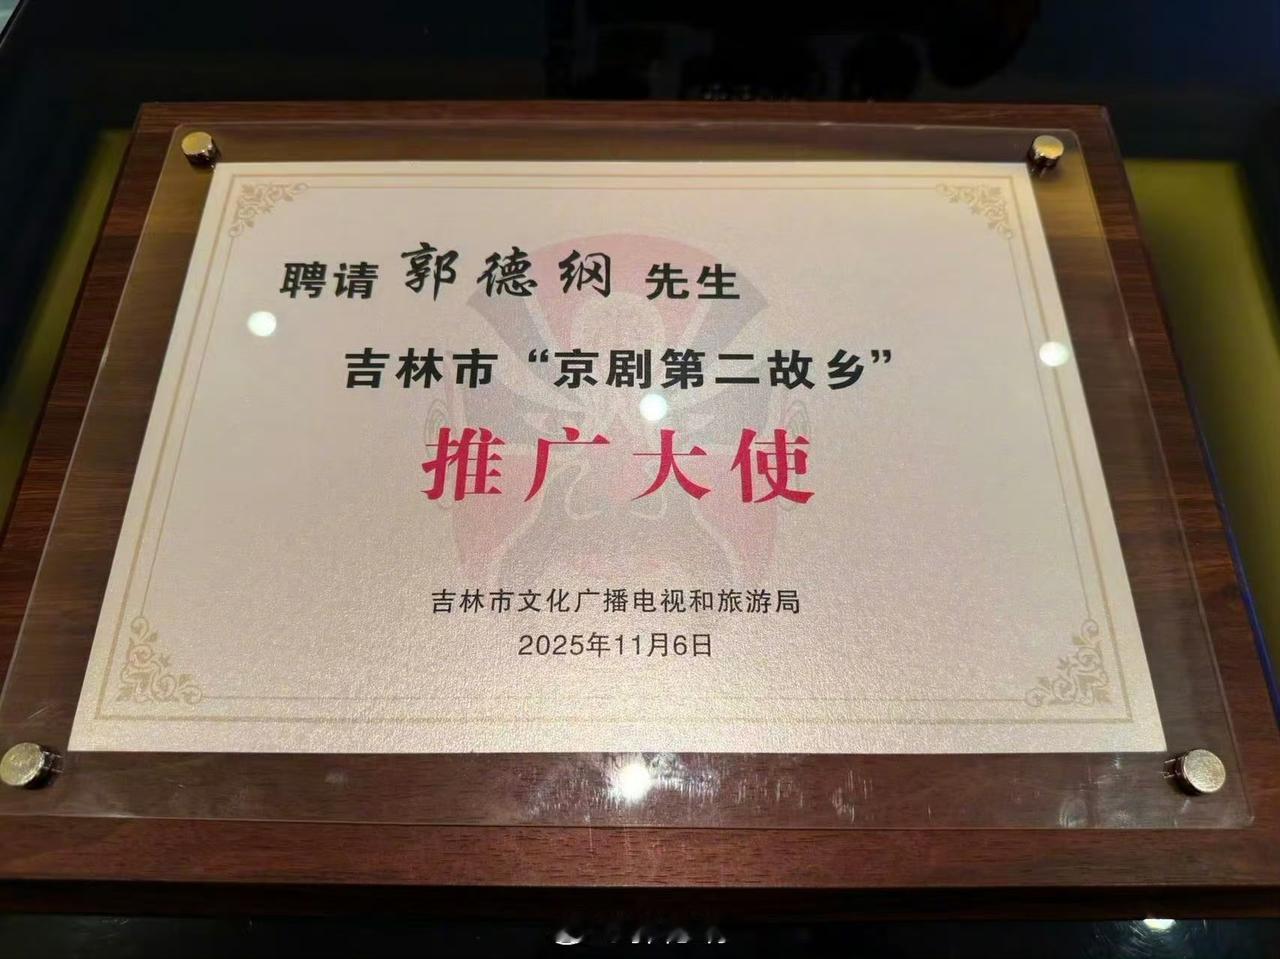 聘请 郭德纲 先生
吉林市“京剧第二故乡”
推广大使
吉林市文化广播电视和旅游局
2025年11月6日